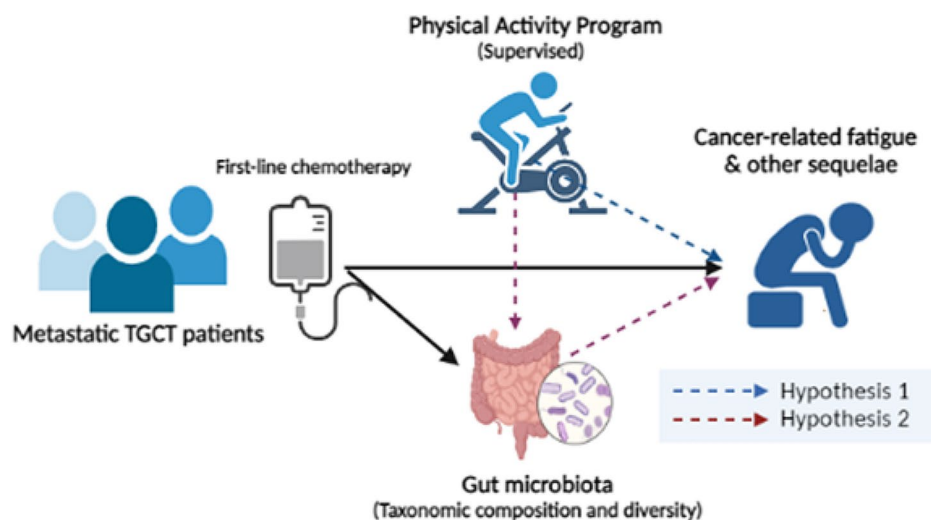 Physical Activity Program
(Supervised)
Cancer-related fatigue
& other sequelae
First-line chemotherapy
Metastatic TGCT patients
Hypothesis 1
Hypothesis 2
Gut microbiota
(Taxonomic composition and diversity)